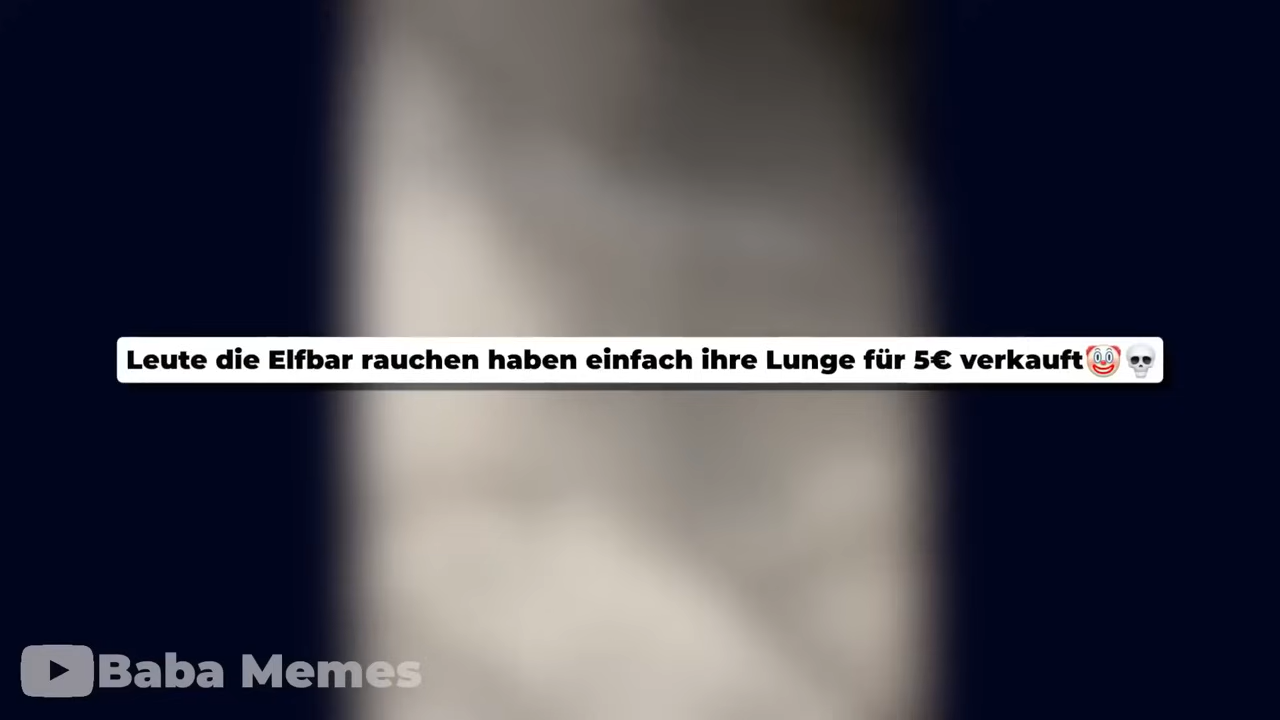 Leute die Elfbar rauchen haben einfach ihre Lunge für 5€ verkauft🤡💀
Baba Memes